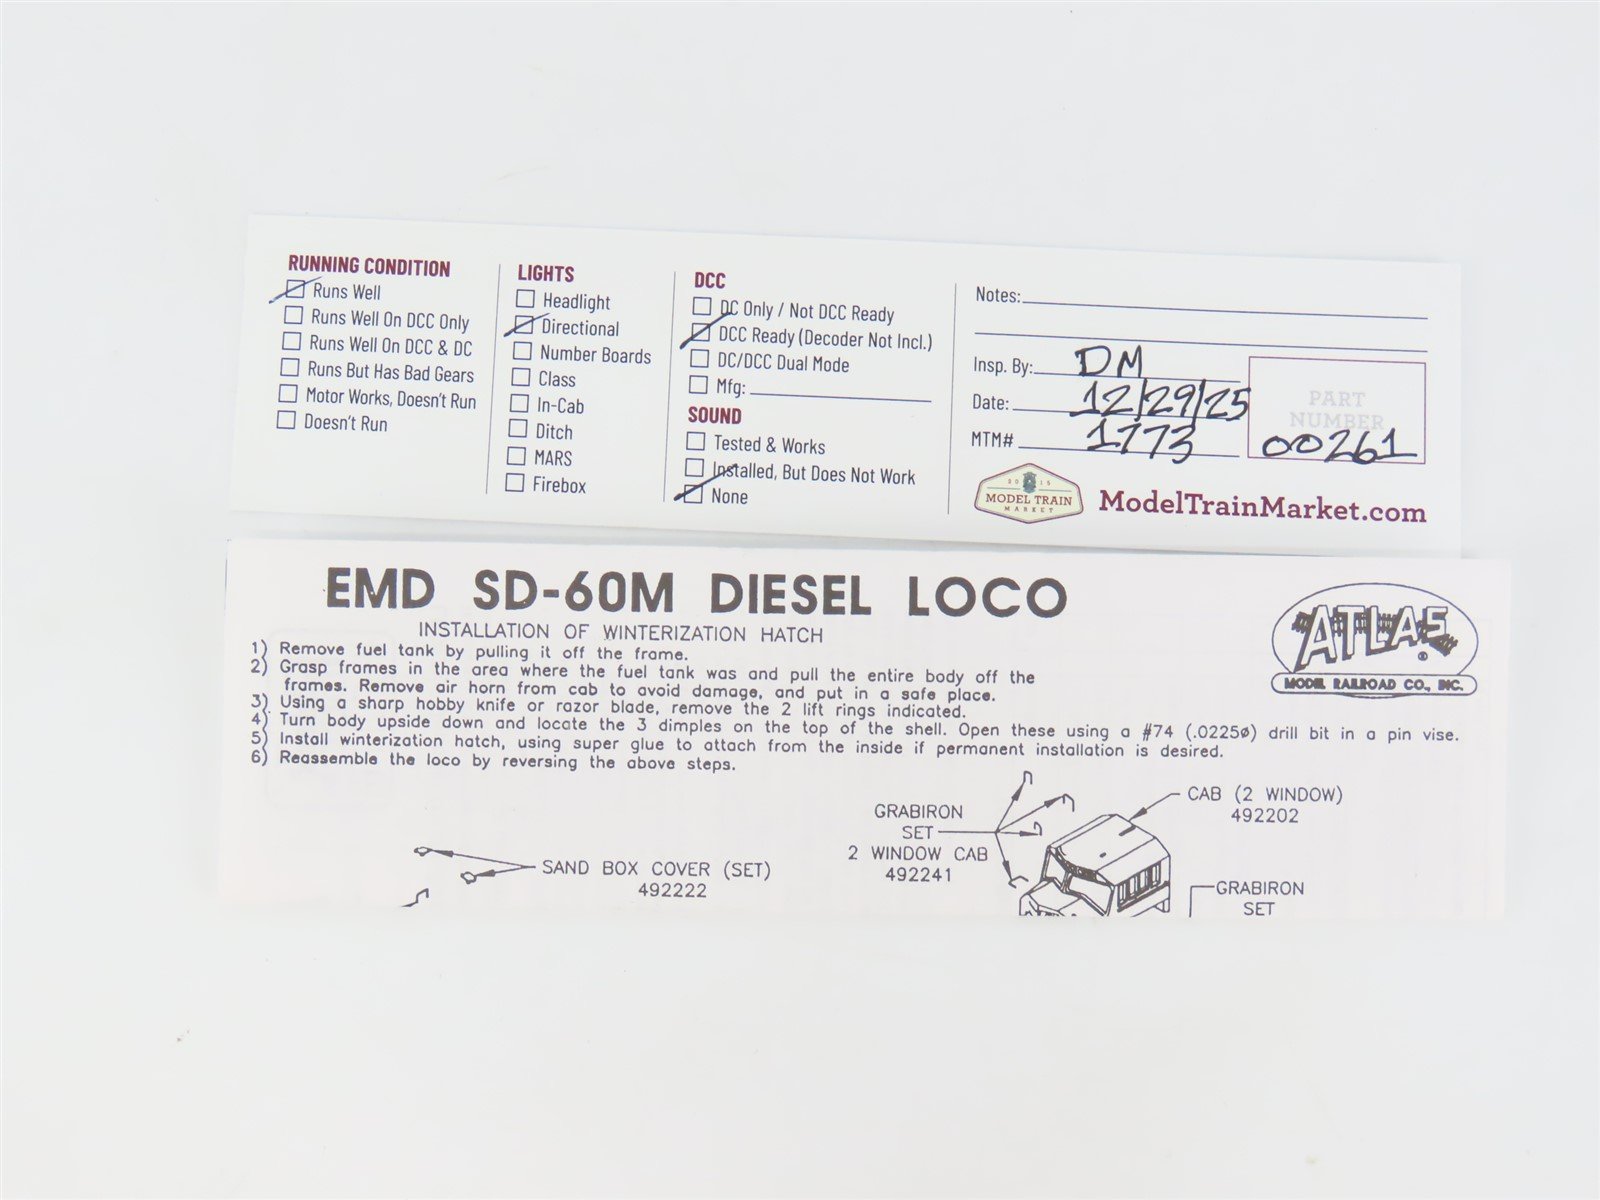 RUNNING CONDITION
Runs Well
Runs Well On DCC Only
Runs Well On DCC & DC
Runs But Has Bad Gears
Motor Works, Doesn't Run
Doesn't Run
LIGHTS
Headlight
Directional
Number Boards
Class
In-Cab
Ditch
MARS
Firebox
DCC
DC Only / Not DCC Ready
DCC Ready (Decoder Not Incl.)
DC/DCC Dual Mode
Mfg:
SOUND
Tested & Works
Installed, But Does Not Work
None
Notes:
Insp. By: DM
Date: 12/29/25
MTM# 1773
PART
NUMBER
00261
2015
MODEL TRAIN
MARKET
ModelTrainMarket.com
EMD SD-60M DIESEL LOCO
INSTALLATION OF WINTERIZATION HATCH
1) Remove fuel tank by pulling it off the frame.
2) Grasp frames in the area where the fuel tank was and pull the entire body off the
frames. Remove air horn from cab to avoid damage, and put in a safe place.
3) Using a sharp hobby knife or razor blade, remove the 2 lift rings indicated.
4) Turn body upside down and locate the 3 dimples on the top of the shell. Open these using a #74 (.0225ø) drill bit in a pin vise.
5) Install winterization hatch, using super glue to attach from the inside if permanent installation is desired.
6) Reassemble the loco by reversing the above steps.
ATLAS
®
MODEL RAILROAD CO., INC.
GRABIRON
SET
2 WINDOW CAB
492241
CAB (2 WINDOW)
492202
SAND BOX COVER (SET)
492222
GRABIRON
SET